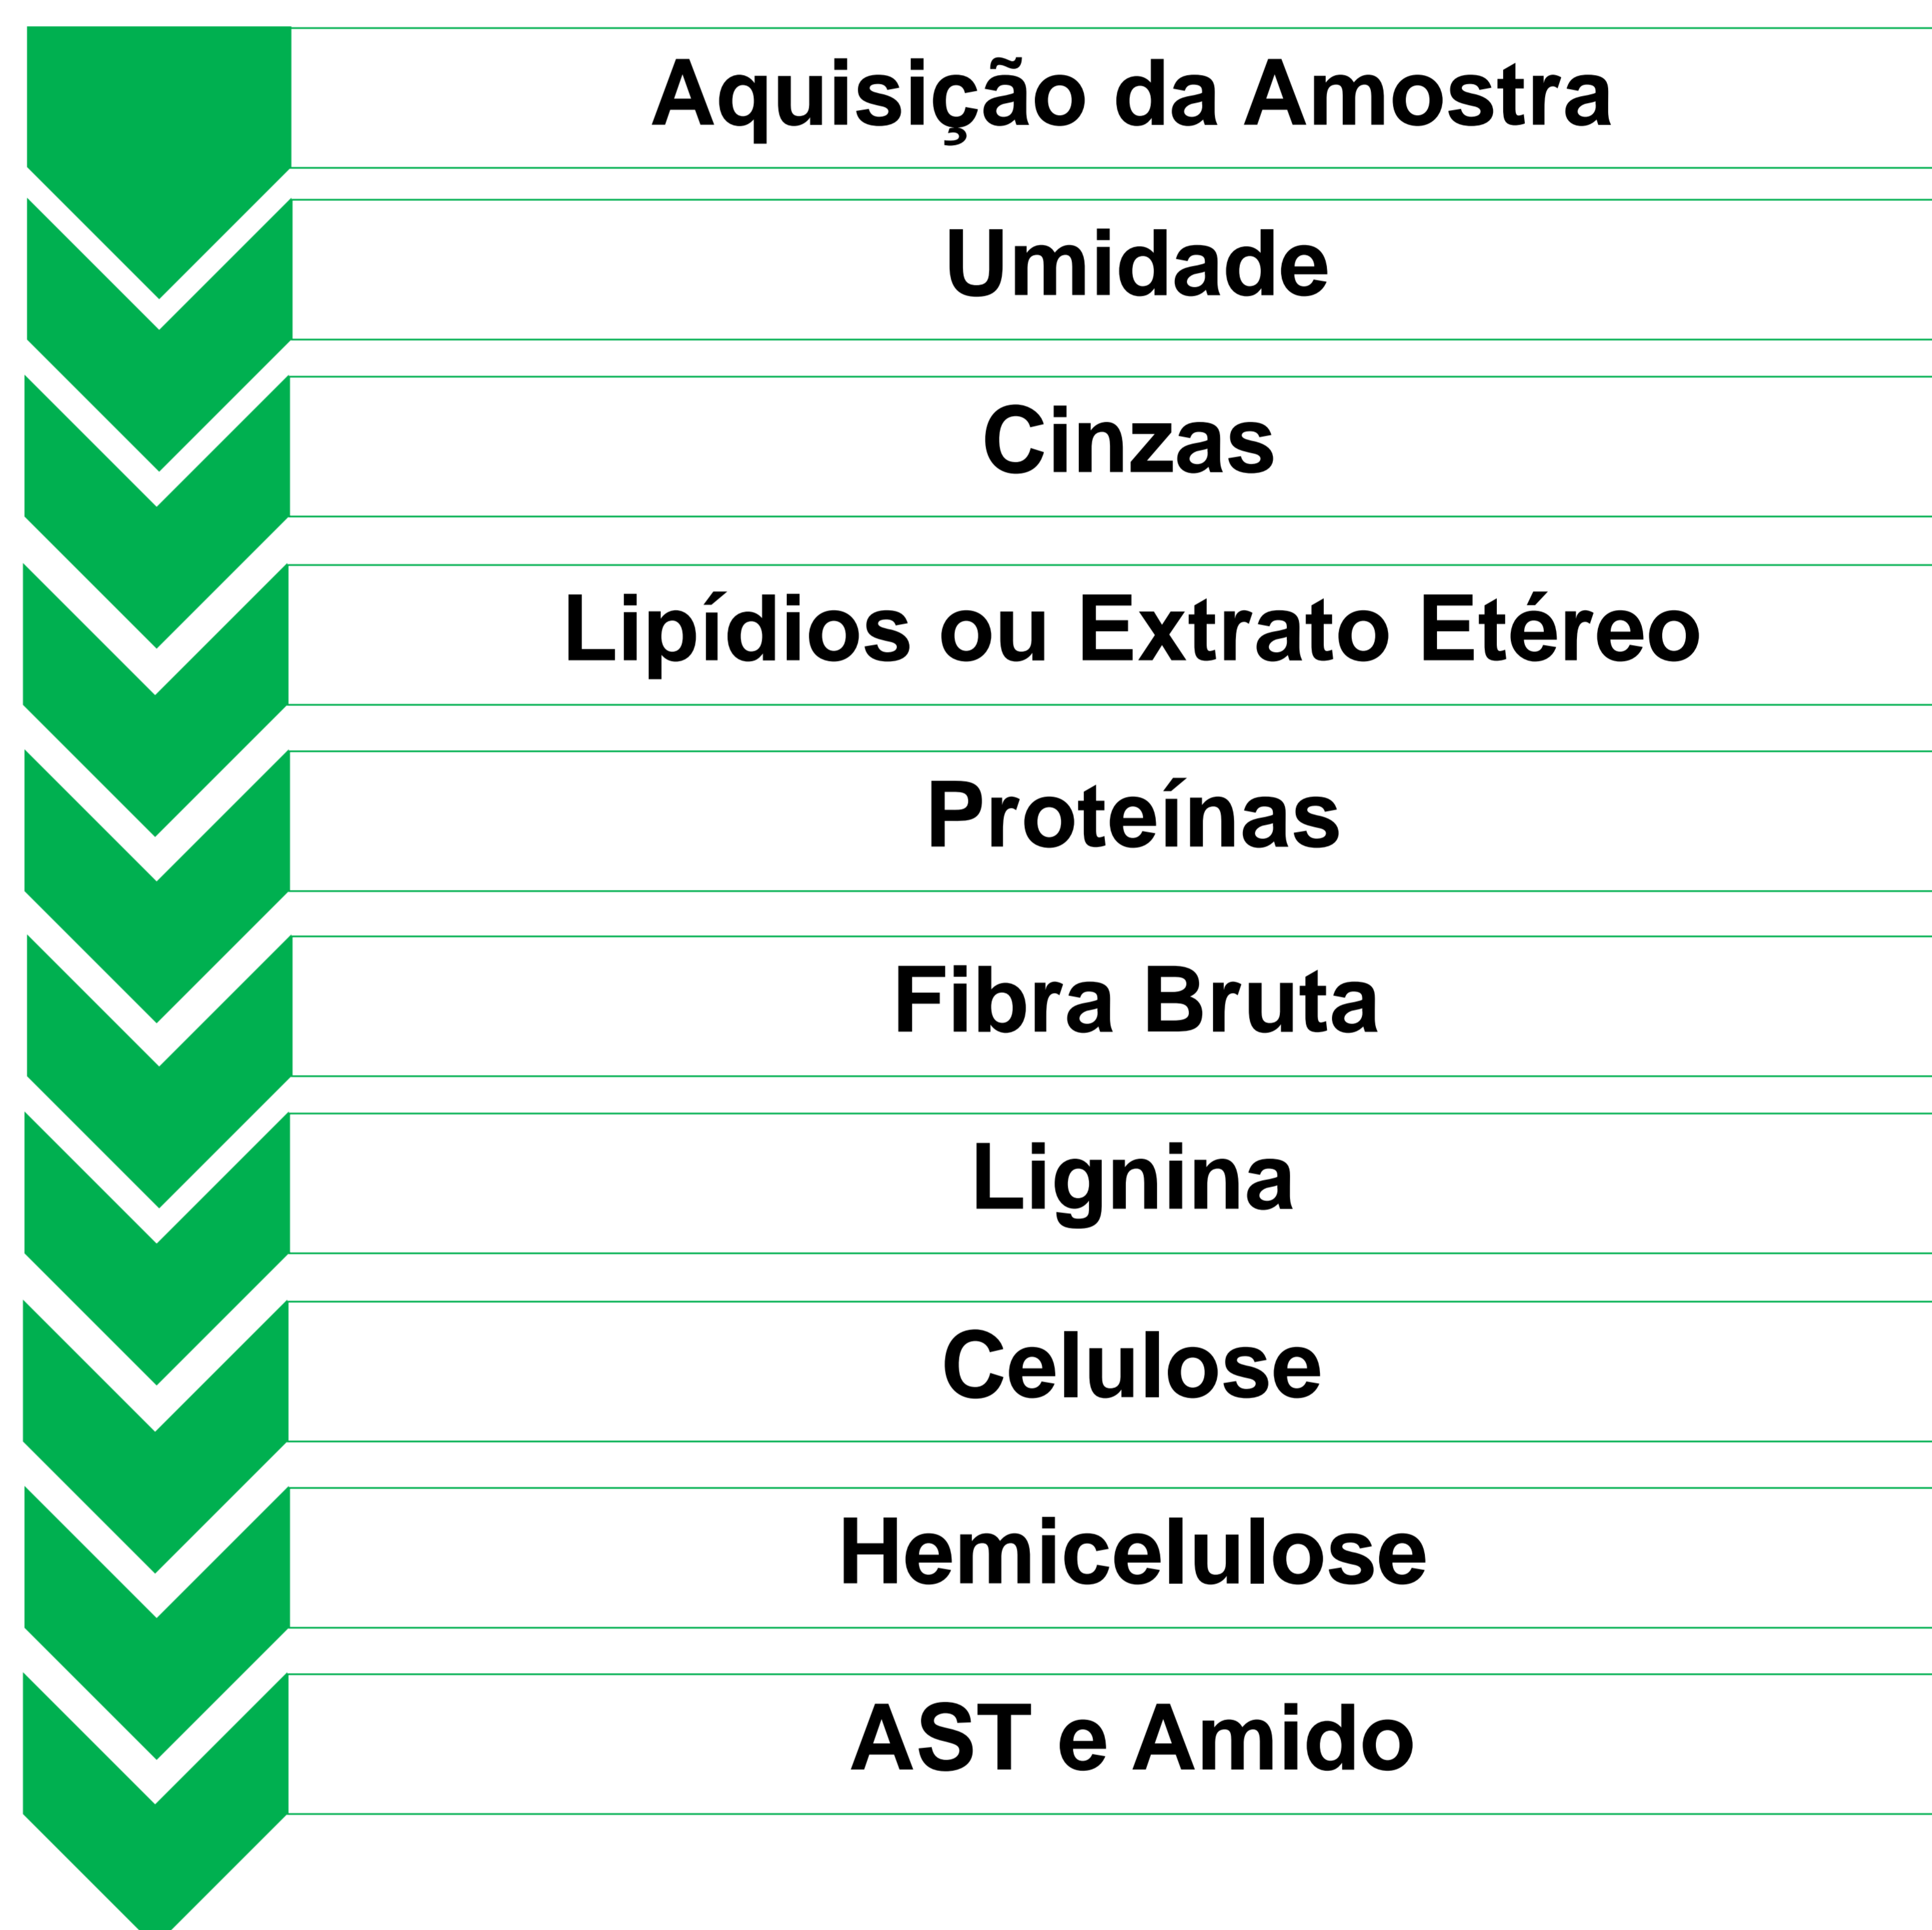 Aquisição da Amostra
Umidade
Cinzas
Lipídios ou Extrato Etéreo
Proteínas
Fibra Bruta
Lignina
Celulose
Hemicelulose
AST e Amido